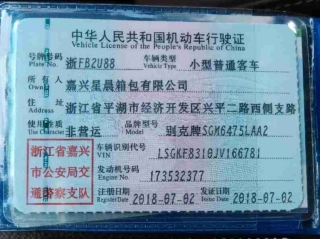 中华人民共和国机动车行驶证
Vehicle License of the People's Republic of China
号牌号码 浙FB2U88 车辆类型 小型普通客车
Plate No. Vehicle Type
所有人 嘉兴星晨箱包有限公司
Owner
住址 浙江省平湖市经济开发区兴平二路西侧支路
Address
使用性质 非营运 品牌型号 别克牌SGM6475LAA2
Use Character Model
浙江省嘉兴市公安局交通警察支队
车辆识别代号 LSGKF8310JV166781
VIN
发动机号码 173532377
Engine No.
注册日期 2018-07-02 发证日期 2018-07-02
Register Date Issue Date